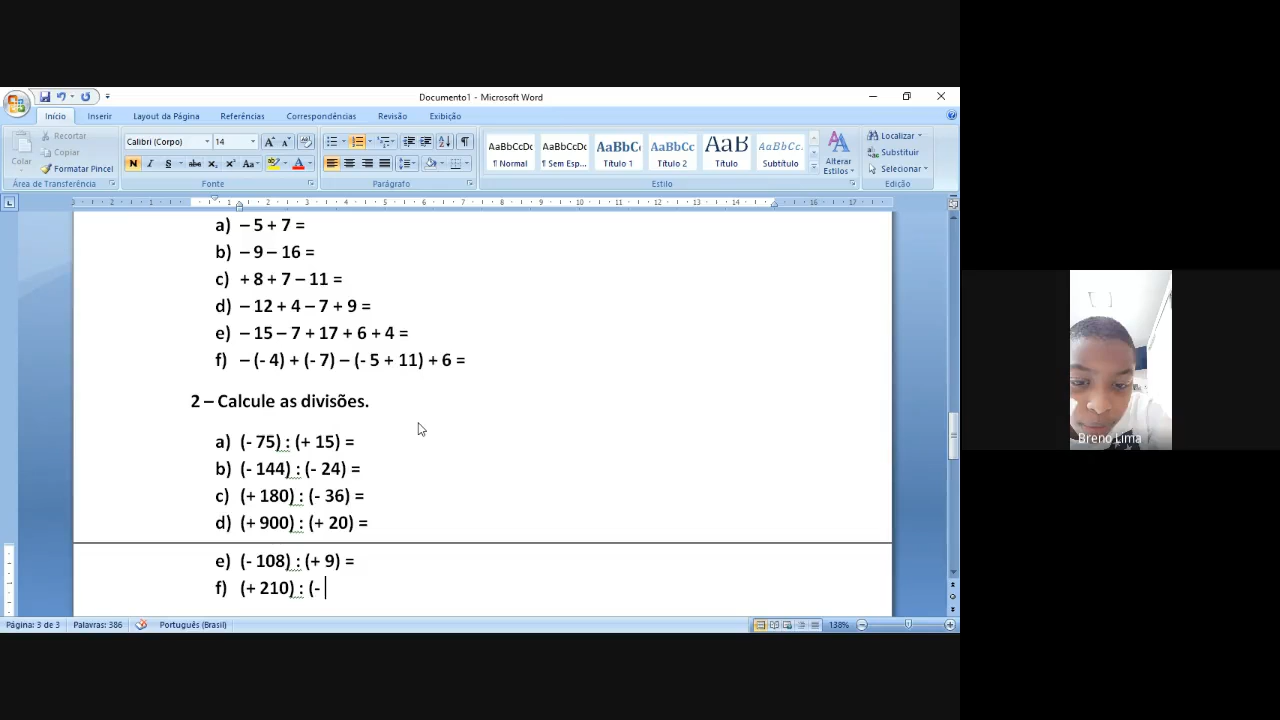 Documento1 - Microsoft Word
Início Inserir Layout da Página Referências Correspondências Revisão Exibição
Colar
Recortar
Copiar
Formatar Pincel
Área de Transferência
Calibri (Corpo) 14
Fonte
Parágrafo
AaBbCcDc AaBbCcDc AaBbCc AaBbCc AaB AaBbCc.
¶ Normal ¶ Sem Esp... Título 1 Título 2 Título Subtítulo
Alterar Estilos
Estilo
Localizar
Substituir
Selecionar
Edição
a) – 5 + 7 =
b) – 9 – 16 =
c) + 8 + 7 – 11 =
d) – 12 + 4 – 7 + 9 =
e) – 15 – 7 + 17 + 6 + 4 =
f) – (- 4) + (- 7) – (- 5 + 11) + 6 =
2 – Calcule as divisões.
a) (- 75) : (+ 15) =
b) (- 144) : (- 24) =
c) (+ 180) : (- 36) =
d) (+ 900) : (+ 20) =
e) (- 108) : (+ 9) =
f) (+ 210) : (-
Página: 3 de 3 Palavras: 386 Português (Brasil) 138%
Breno Lima